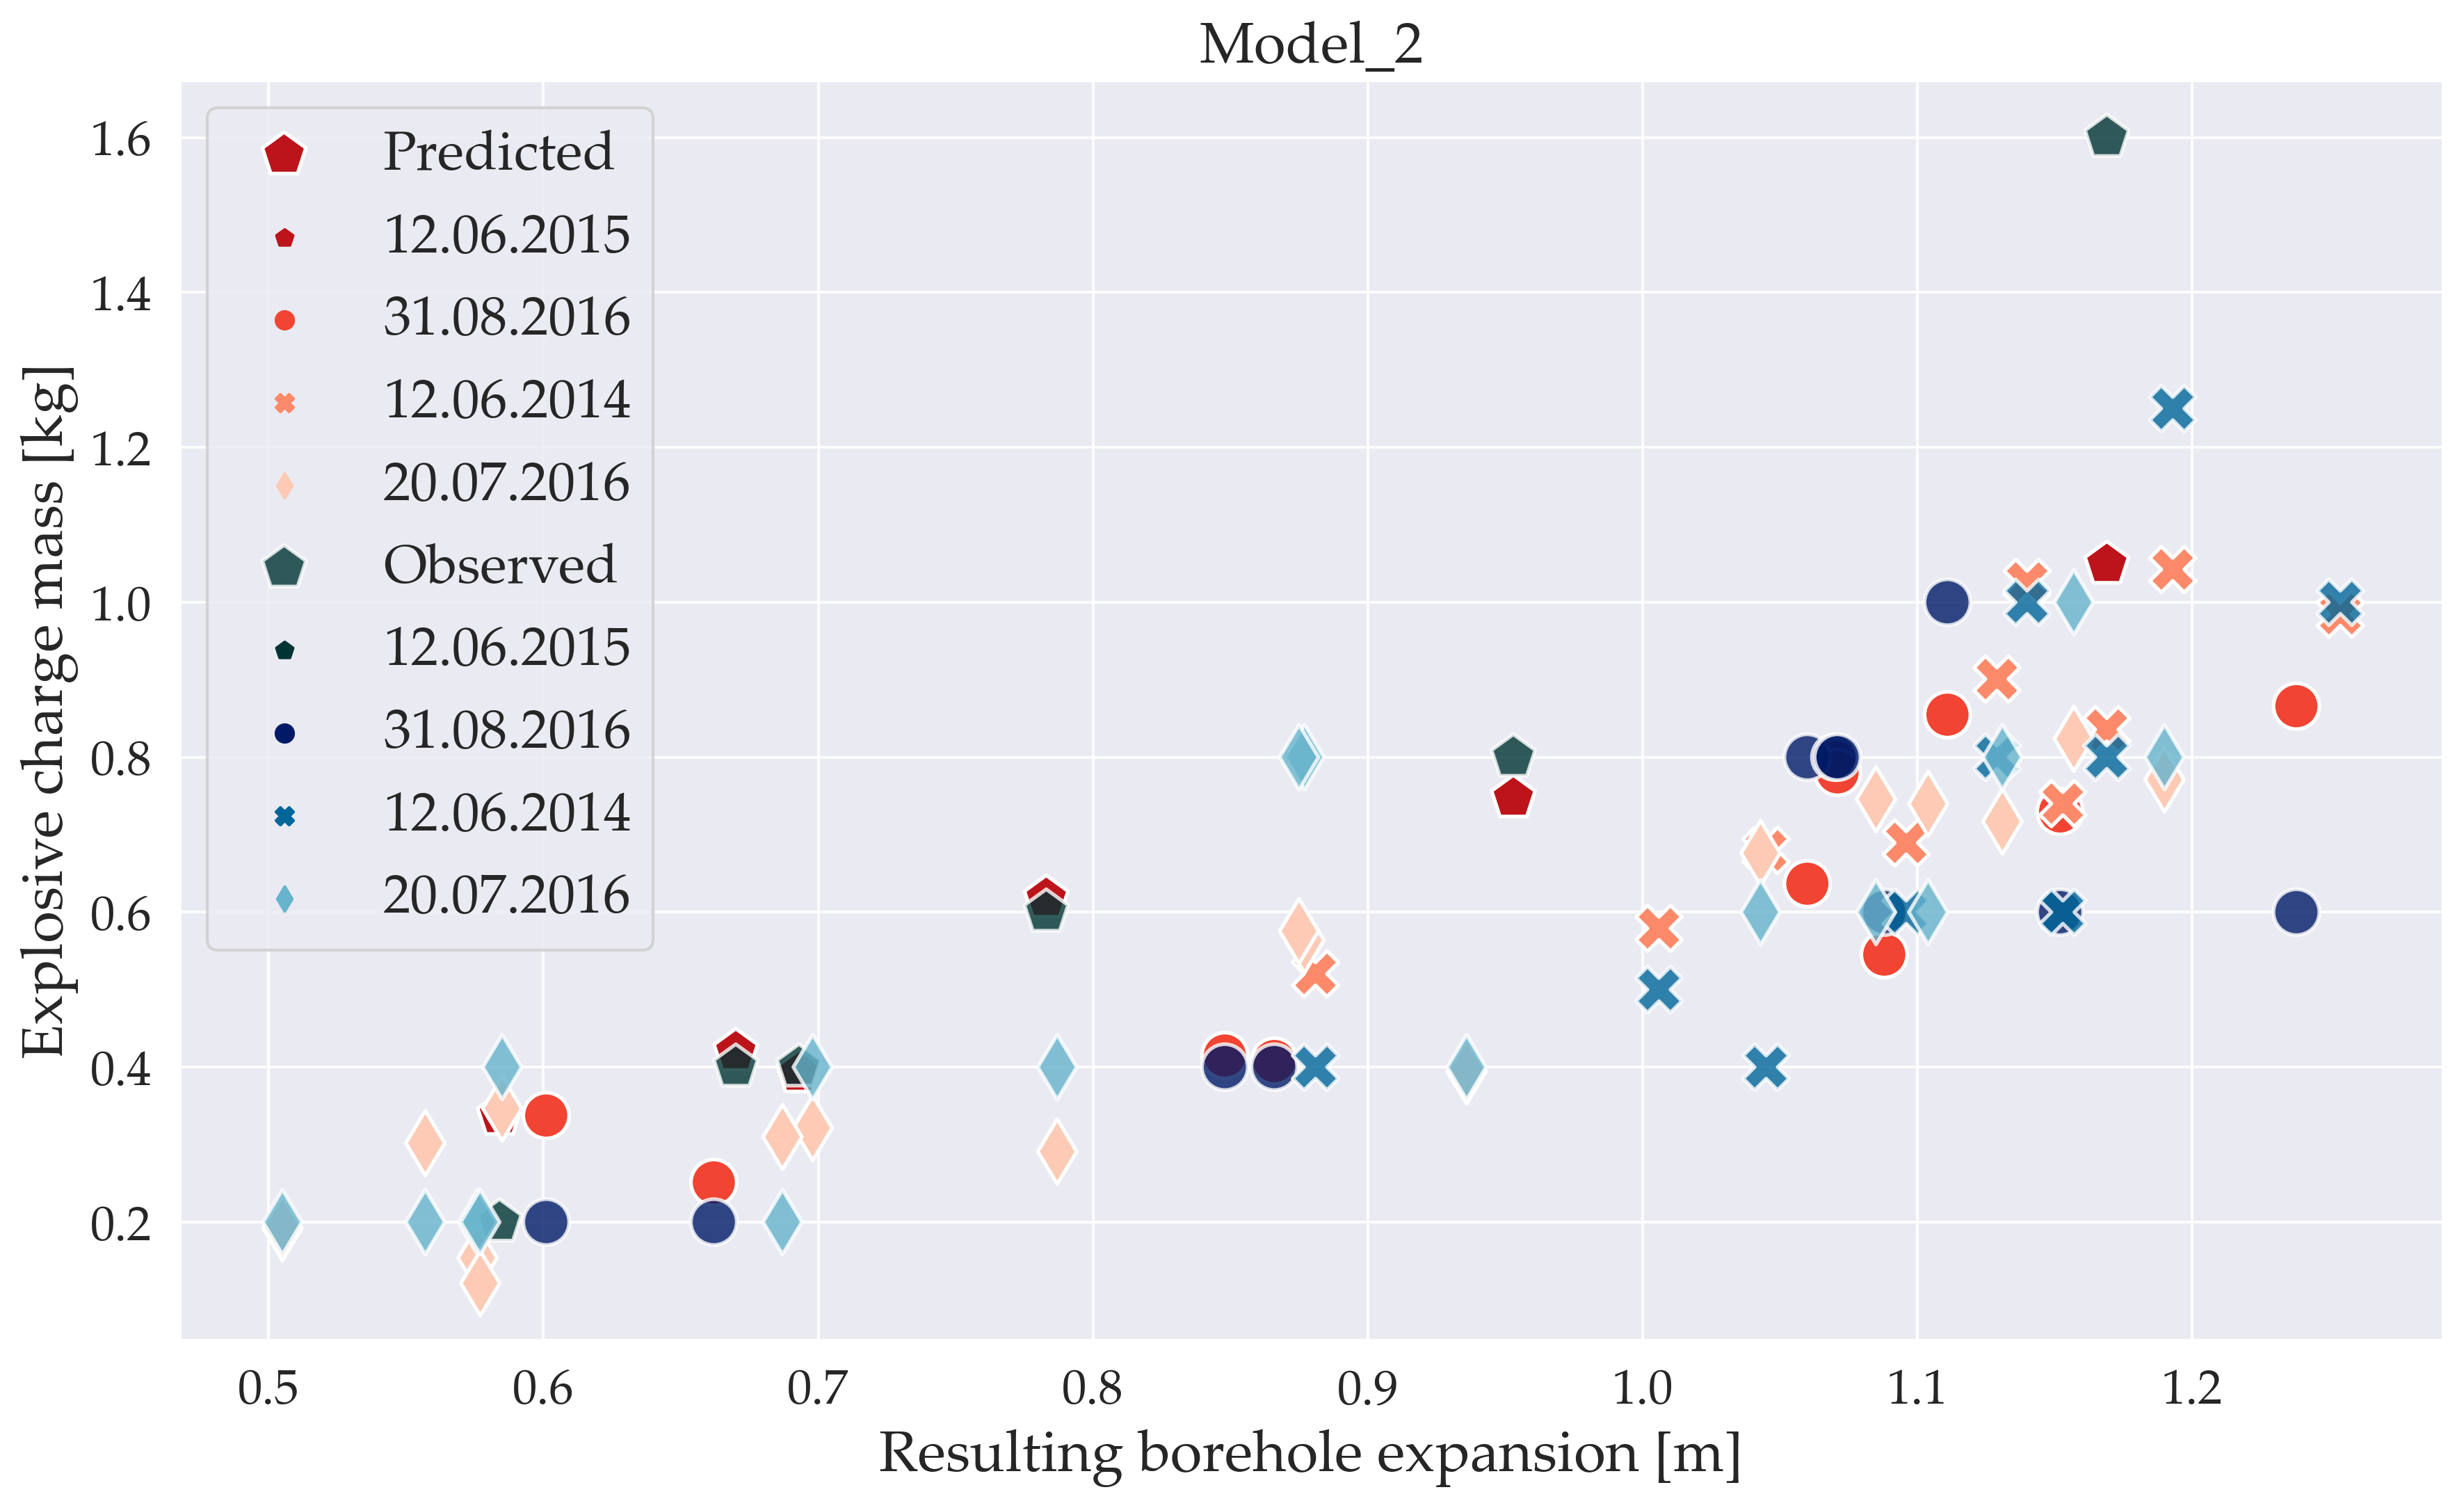 Model_2
Explosive charge mass [kg]
1.6
1.4
1.2
1.0
0.8
0.6
0.4
0.2
Predicted
12.06.2015
31.08.2016
12.06.2014
20.07.2016
Observed
12.06.2015
31.08.2016
12.06.2014
20.07.2016
0.5 0.6 0.7 0.8 0.9 1.0 1.1 1.2
Resulting borehole expansion [m]